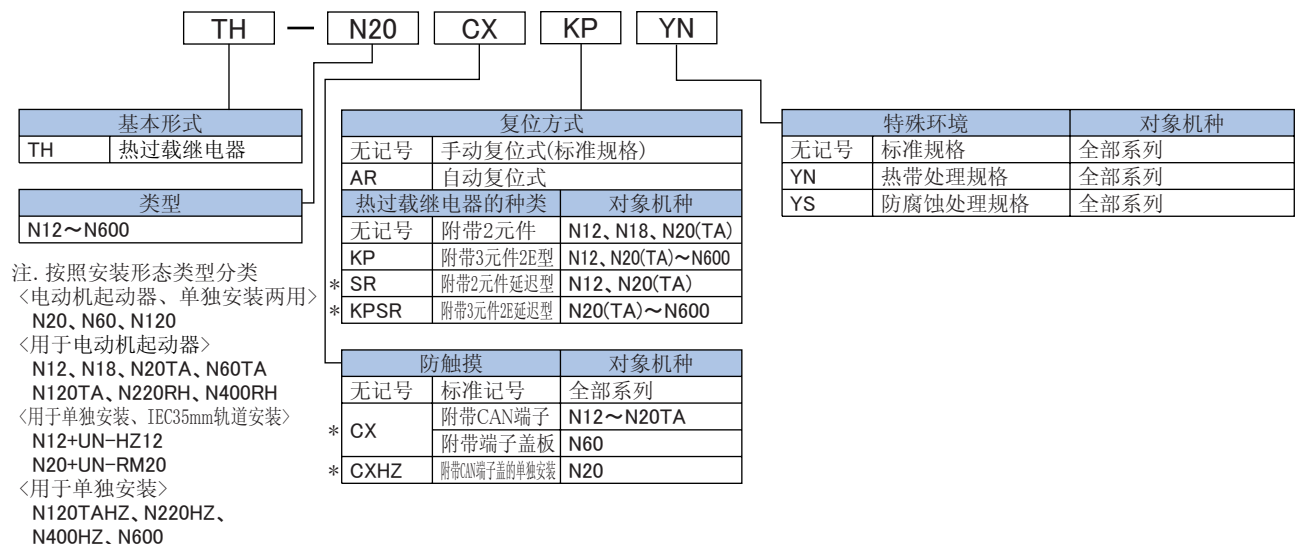 TH — N20 CX KP YN
基本形式
TH 热过载继电器
类型
N12～N600
注. 按照安装形态类型分类
〈电动机起动器、单独安装两用〉
N20、N60、N120
〈用于电动机起动器〉
N12、N18、N20TA、N60TA
N120TA、N220RH、N400RH
〈用于单独安装、IEC35mm轨道安装〉
N12+UN-HZ12
N20+UN-RM20
〈用于单独安装〉
N120TAHZ、N220HZ、
N400HZ、N600
复位方式
无记号 手动复位式(标准规格)
AR 自动复位式
热过载继电器的种类 对象机种
无记号 附带2元件 N12、N18、N20(TA)
KP 附带3元件2E型 N12、N20(TA)～N600
* SR 附带2元件延迟型 N12、N20(TA)
* KPSR 附带3元件2E延迟型 N20(TA)～N600
防触摸 对象机种
无记号 标准记号 全部系列
* CX 附带CAN端子 N12～N20TA
附带端子盖板 N60
* CXHZ 附带CAN端子盖的单独安装 N20
特殊环境 对象机种
无记号 标准规格 全部系列
YN 热带处理规格 全部系列
YS 防腐蚀处理规格 全部系列